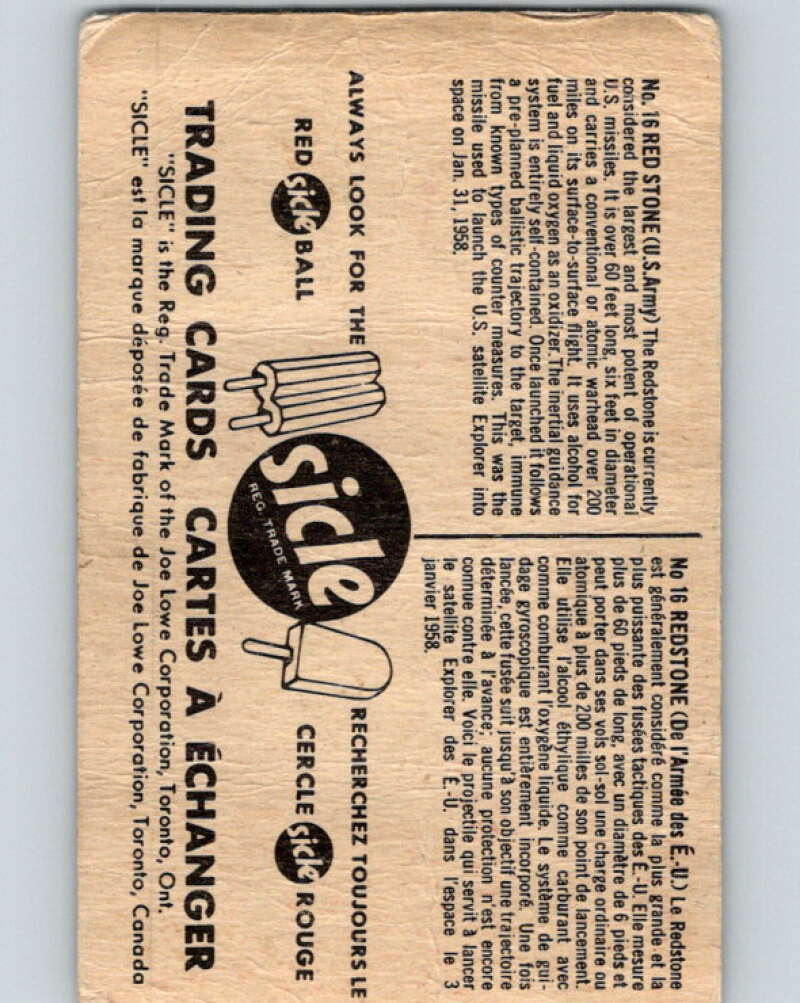 No. 16 RED STONE (U.S. Army) The Redstone is currently
considered the largest and most potent of operational
U.S. missiles. It is over 60 feet long, six feet in diameter
and carries a conventional or atomic warhead over 200
miles on its surface-to-surface flight. It uses alcohol for
fuel and liquid oxygen as an oxidizer. The inertial guidance
system is entirely self-contained. Once launched it follows
a pre-planned ballistic trajectory to the target, immune
from known types of counter measures. This was the
missile used to launch the U.S. satellite Explorer into
space on Jan. 31, 1958.
No 16 REDSTONE (De l'Armée des É.-U.) Le Redstone
est généralement considéré comme la plus grande et la
plus puissante des fusées tactiques des É.-U. Elle mesure
plus de 60 pieds de long, avec un diamètre de 6 pieds et
peut porter dans ses vols sol-sol une charge ordinaire ou
atomique à plus de 200 milles de son point de lancement.
Elle utilise l'alcool éthylique comme carburant avec
comme comburant l'oxygène liquide. Le système de gui-
dage gyroscopique est entièrement incorporé. Une fois
lancée, cette fusée suit jusqu'à son objectif une trajectoire
déterminée à l'avance; aucune protection n'est encore
connue contre elle. Voici le projectile qui servit à lancer
le satellite Explorer des É.-U. dans l'espace le 3
janvier 1958.
ALWAYS LOOK FOR THE
RED sicle BALL
sicle
REG. TRADE MARK
RECHERCHEZ TOUJOURS LE
CERCLE sicle ROUGE
TRADING CARDS CARTES À ÉCHANGER
"SICLE" is the Reg. Trade Mark of the Joe Lowe Corporation, Toronto, Ont.
"SICLE" est la marque déposée de fabrique de Joe Lowe Corporation, Toronto, Canada